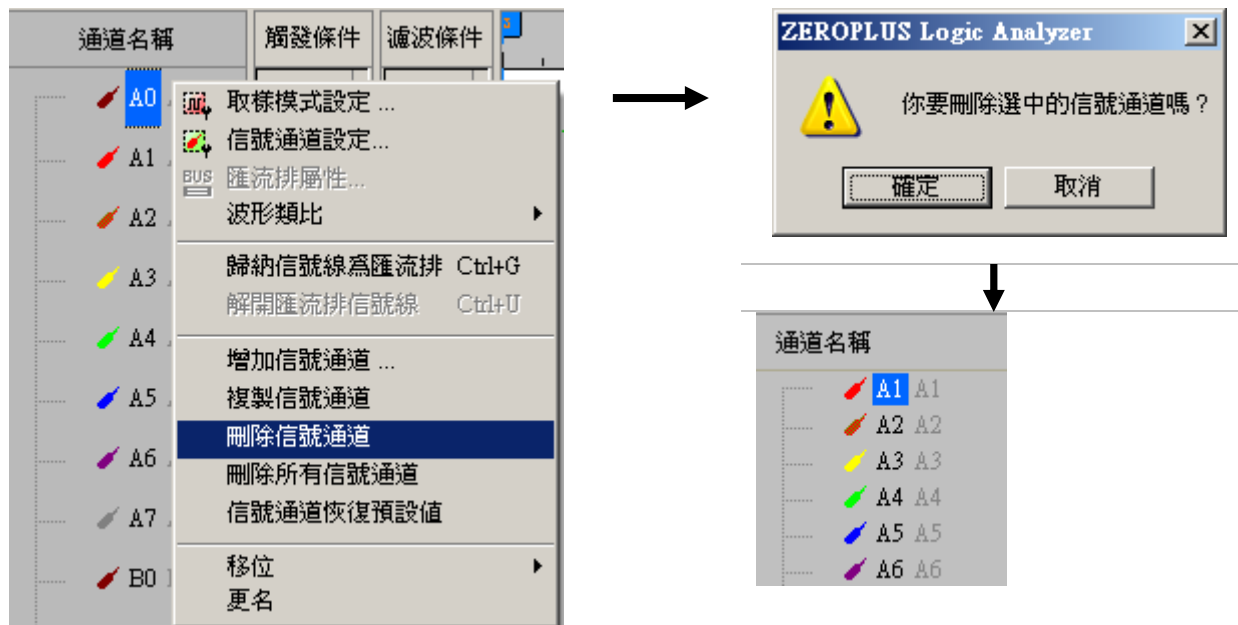 通道名稱 觸發條件 濾波條件
A0
A1
A2
A3
A4
A5
A6
A7
B0
取樣模式設定 ...
信號通道設定...
BUS 匯流排屬性...
波形類比
歸納信號線為匯流排 Ctrl+G
解開匯流排信號線 Ctrl+U
增加信號通道 ...
複製信號通道
刪除信號通道
刪除所有信號通道
信號通道恢復預設值
移位
更名
ZEROPLUS Logic Analyzer
你要刪除選中的信號通道嗎？
確定 取消
通道名稱
A1 A1
A2 A2
A3 A3
A4 A4
A5 A5
A6 A6